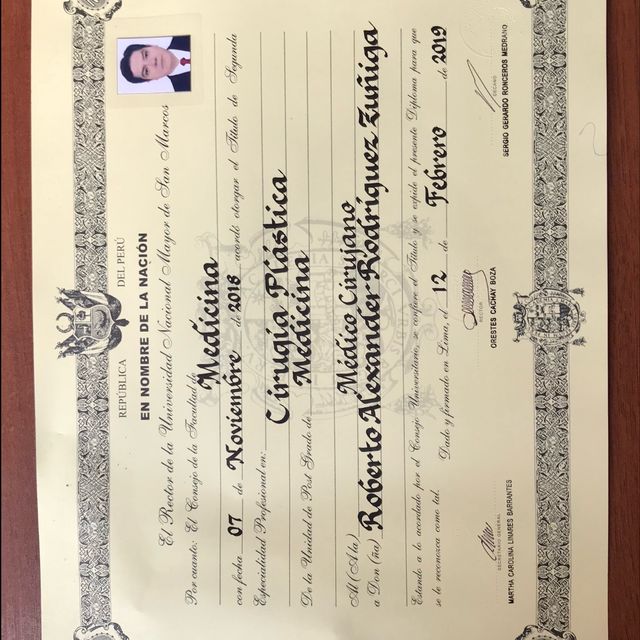 REPÚBLICA DEL PERÚ
EN NOMBRE DE LA NACIÓN
El Rector de la Universidad Nacional Mayor de San Marcos
Por cuanto: El Consejo de la Facultad de Medicina
con fecha 07 de Noviembre de 2018 acordó otorgar el Título de Segunda
Especialidad Profesional en: Cirugía Plástica
De la Unidad de Post Grado de Medicina
Al (A la) Médico Cirujano
a Don (ña) Roberto Alexander Rodríguez Zuñiga
Estando a lo acordado por el Consejo Universitario, se confiere el Título y se expide el presente Diploma para que
se le reconozca como tal. Dado y firmado en Lima, el 12 de Febrero de 2019
SECRETARIO GENERAL
MARTHA CAROLINA LINARES BARRANTES
RECTOR
ORESTES CACHAY BOZA
DECANO
SERGIO GERARDO RONCEROS MEDRANO